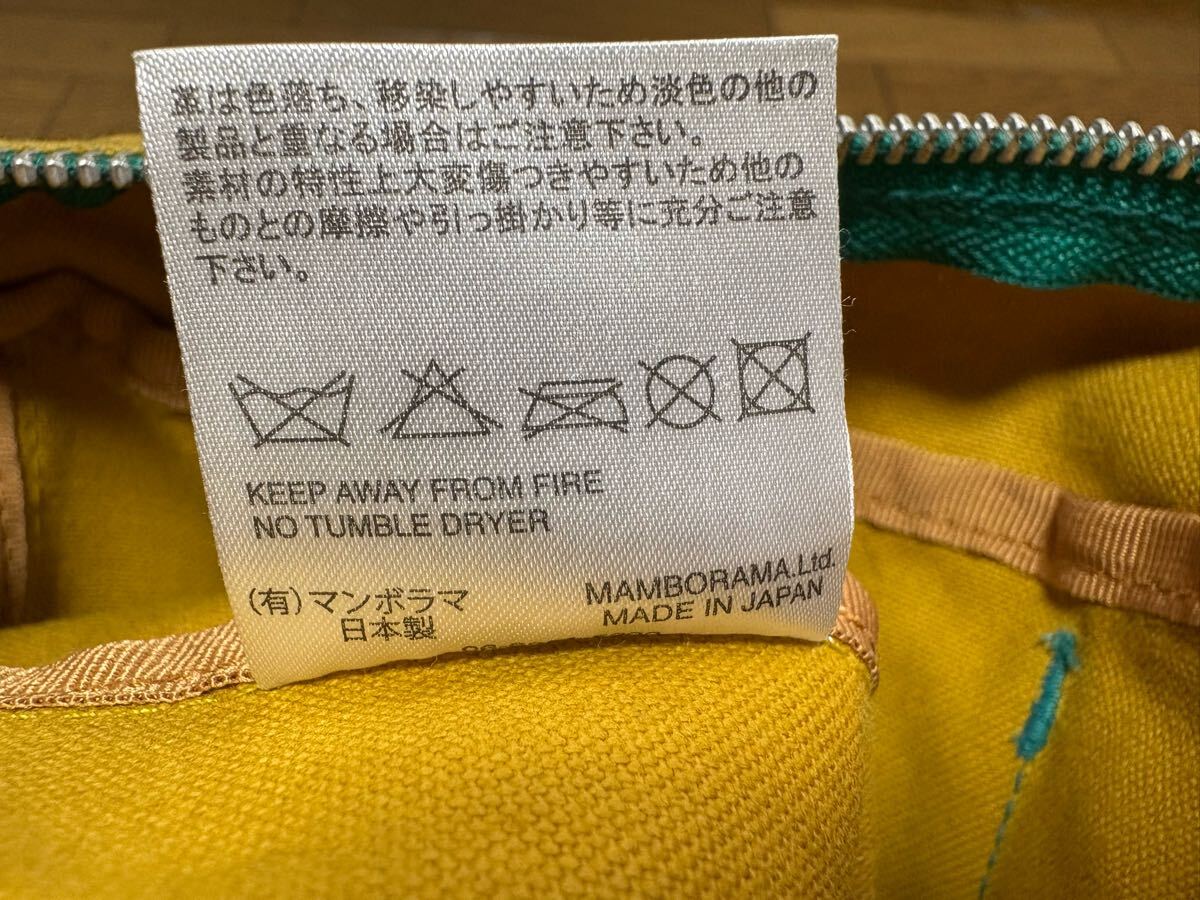 革は色落ち、移染しやすいため淡色の他の
製品と重なる場合はご注意下さい。
素材の特性上大変傷つきやすいため他の
ものとの摩擦や引っ掛かり等に充分ご注意
下さい。
KEEP AWAY FROM FIRE
NO TUMBLE DRYER
(有)マンボラマ
日本製
MAMBORAMA.Ltd.
MADE IN JAPAN